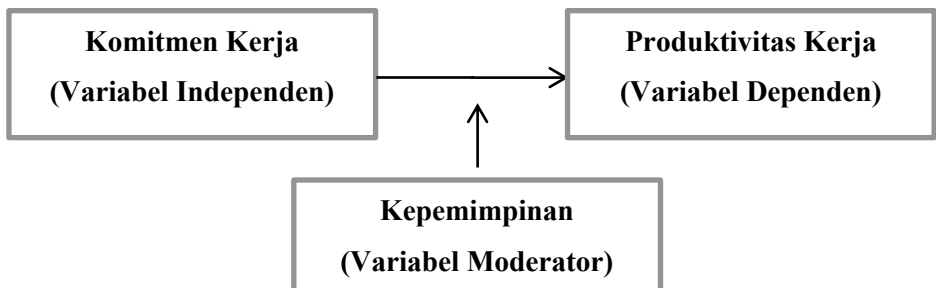 Komitmen Kerja
(Variabel Independen)
Produktivitas Kerja
(Variabel Dependen)
Kepemimpinan
(Variabel Moderator)